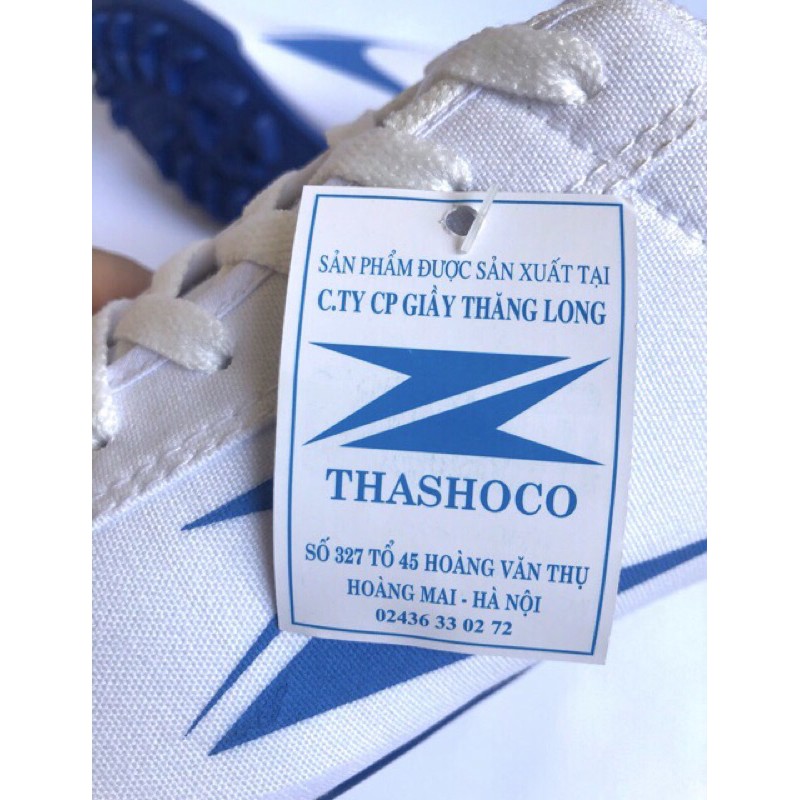 SẢN PHẨM ĐƯỢC SẢN XUẤT TẠI
C.TY CP GIẦY THĂNG LONG
THASHOCO
SỐ 327 TỔ 45 HOÀNG VĂN THỤ
HOÀNG MAI - HÀ NỘI
02436 33 02 72